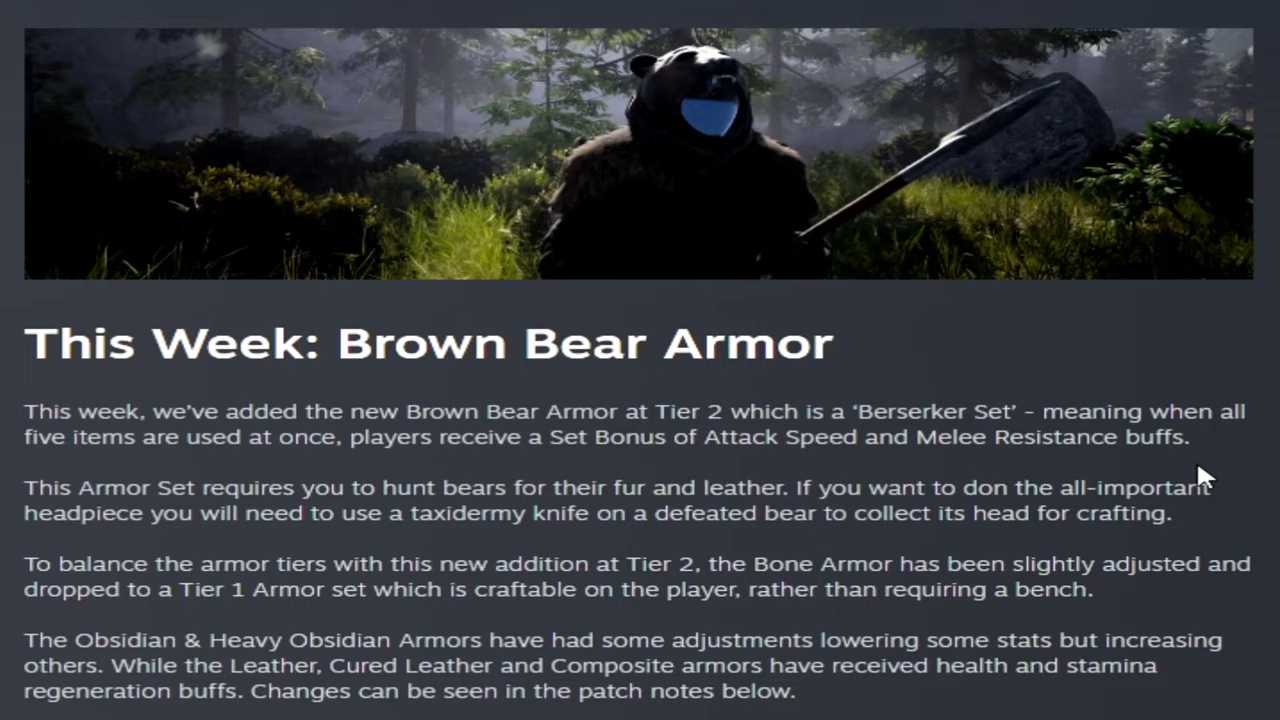 This Week: Brown Bear Armor
This week, we've added the new Brown Bear Armor at Tier 2 which is a ‘Berserker Set’ - meaning when all
five items are used at once, players receive a Set Bonus of Attack Speed and Melee Resistance buffs.
This Armor Set requires you to hunt bears for their fur and leather. If you want to don the all-important
headpiece you will need to use a taxidermy knife on a defeated bear to collect its head for crafting.
To balance the armor tiers with this new addition at Tier 2, the Bone Armor has been slightly adjusted and
dropped to a Tier 1 Armor set which is craftable on the player, rather than requiring a bench.
The Obsidian & Heavy Obsidian Armors have had some adjustments lowering some stats but increasing
others. While the Leather, Cured Leather and Composite armors have received health and stamina
regeneration buffs. Changes can be seen in the patch notes below.